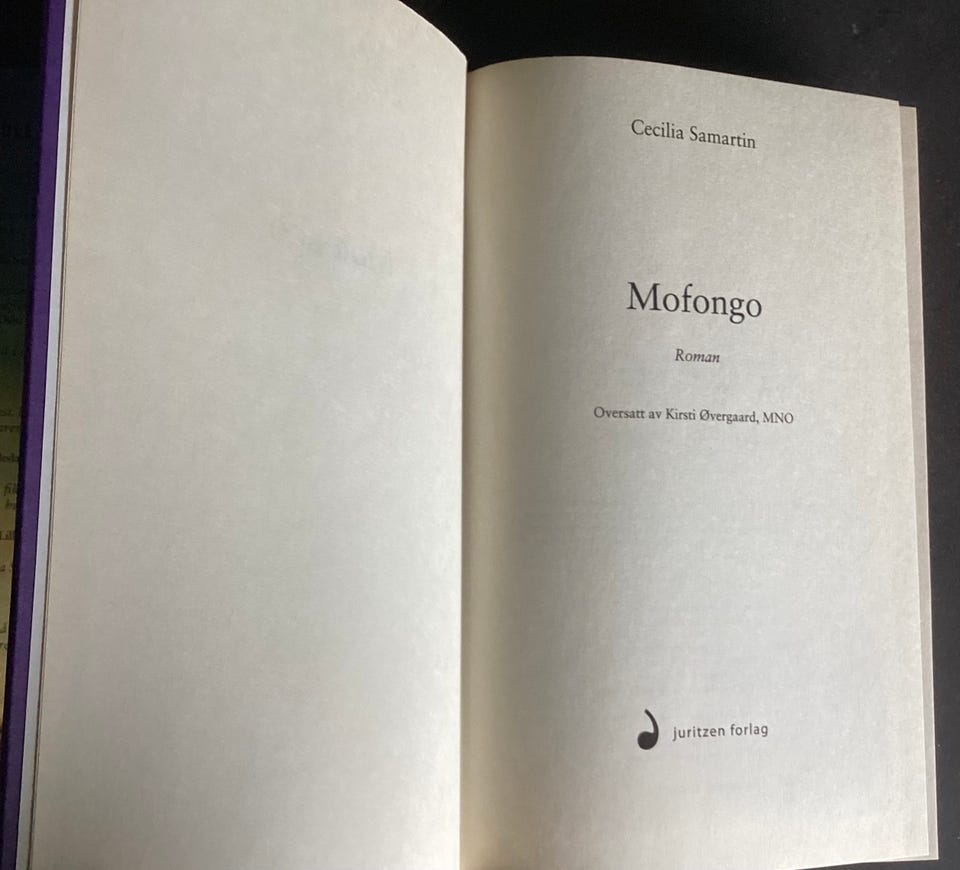 Cecilia Samartin
Mofongo
Roman
Oversatt av Kirsti Øvergaard, MNO
juritzen forlag